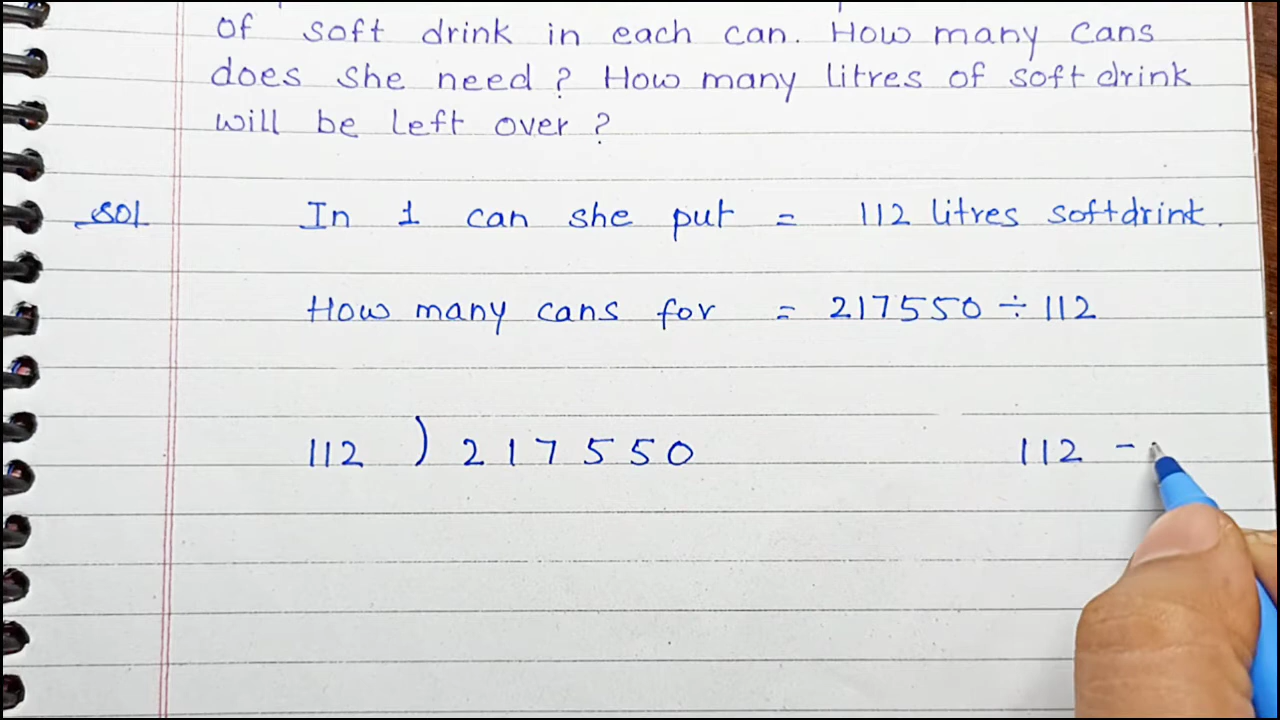 of soft drink in each can. How many cans
does she need? How many litres of soft drink
will be left over?
Sol In 1 can she put = 112 litres softdrink.
How many cans for = 217550 ÷ 112
112 ) 217550 112 -